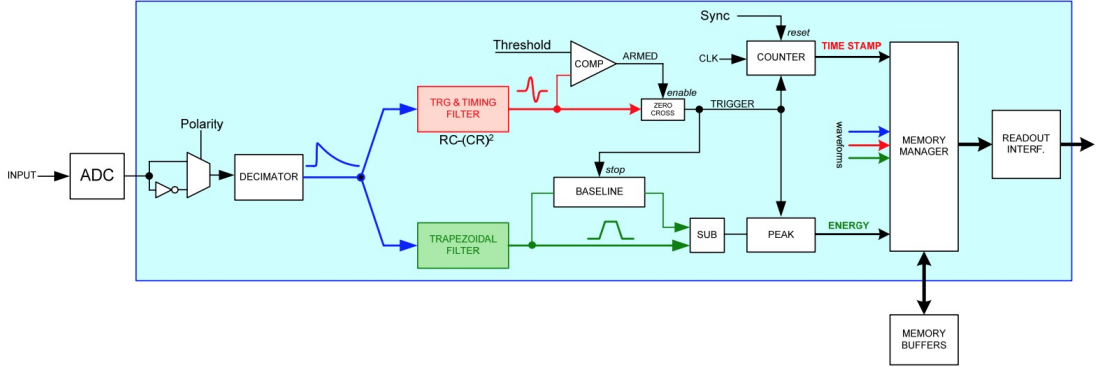 Sync
reset
Threshold
ARMED
COMP
CLK
COUNTER
TIME STAMP
enable
TRG & TIMING
FILTER
RC-(CR)²
ZERO
CROSS
TRIGGER
Polarity
waveforms
MEMORY
MANAGER
READOUT
INTERF.
INPUT
ADC
DECIMATOR
stop
BASELINE
TRAPEZOIDAL
FILTER
SUB
PEAK
ENERGY
MEMORY
BUFFERS